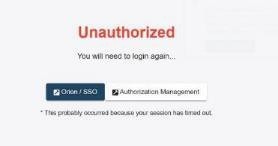 Unauthorized
You will need to login again...
Orion / SSO Authorization Management
* This probably occurred because your session has timed out.